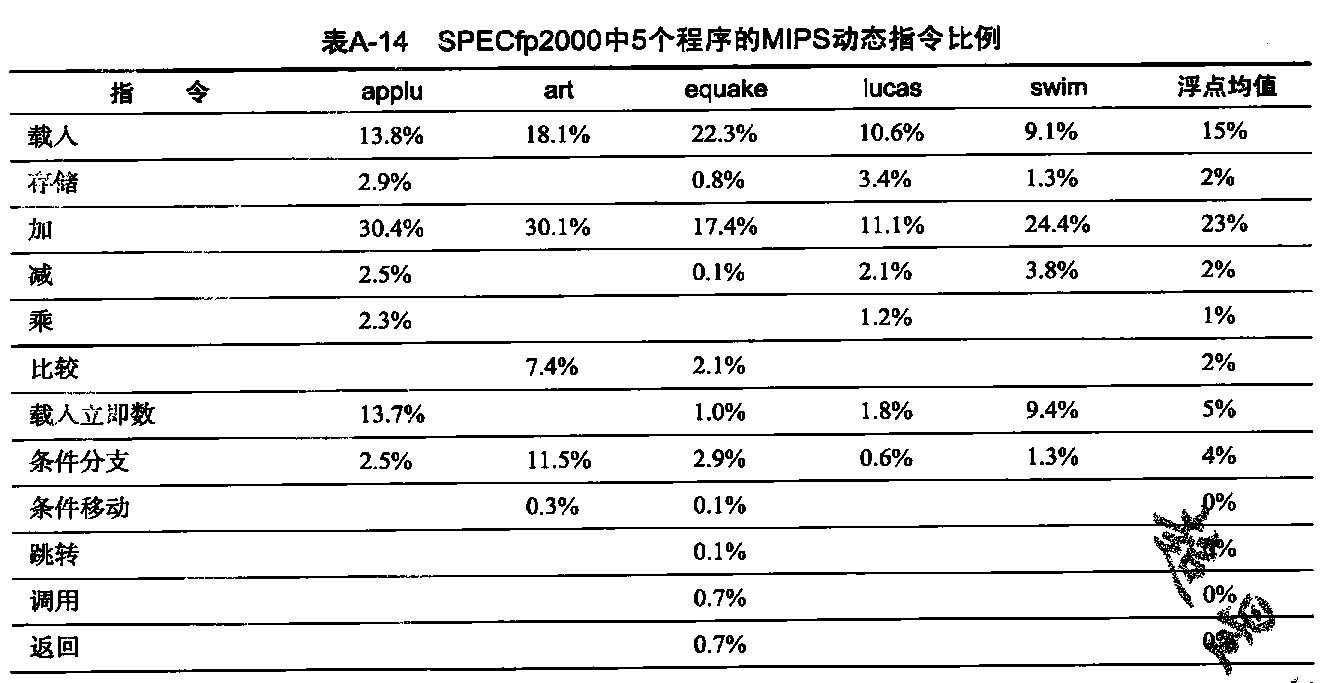 表A-14 SPECfp2000中5个程序的MIPS动态指令比例
指 令 applu art equake lucas swim 浮点均值
载入 13.8% 18.1% 22.3% 10.6% 9.1% 15%
存储 2.9% 0.8% 3.4% 1.3% 2%
加 30.4% 30.1% 17.4% 11.1% 24.4% 23%
减 2.5% 0.1% 2.1% 3.8% 2%
乘 2.3% 1.2% 1%
比较 7.4% 2.1% 2%
载入立即数 13.7% 1.0% 1.8% 9.4% 5%
条件分支 2.5% 11.5% 2.9% 0.6% 1.3% 4%
条件移动 0.3% 0.1% 0%
跳转 0.1% 0%
调用 0.7% 0%
返回 0.7% 0%